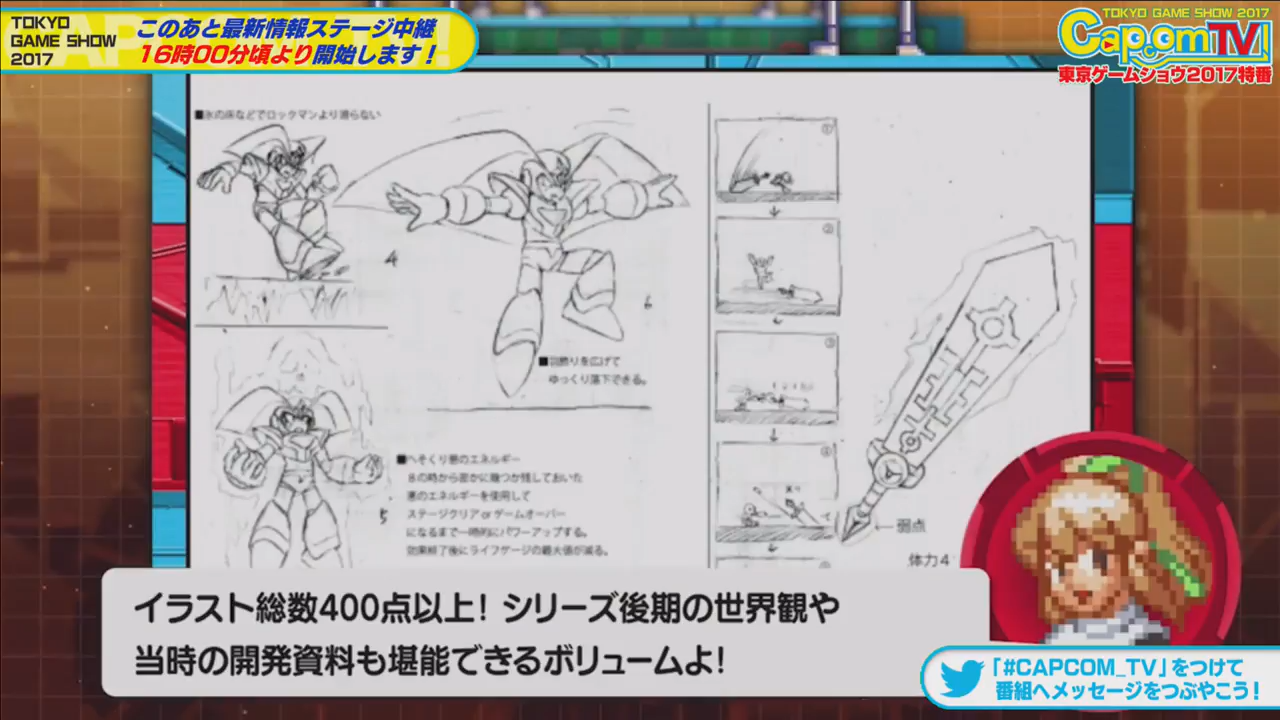 TOKYO
GAME SHOW
2017
このあと最新情報ステージ中継
16時00分頃より開始します！
TOKYO GAME SHOW 2017
CapcomTV!
東京ゲームショウ2017特番
■氷の床などでロックマンより滑らない
4
6
■羽飾りを広げて
ゆっくり落下できる。
■へそくり悪のエネルギー
8の時から密かに幾つか残しておいた
悪のエネルギーを使用して
ステージクリアorゲームオーバー
になるまで一時的にパワーアップする。
効果終了後にライフゲージの最大値が減る。
5
①
②
③
④
←弱点
体力4
イラスト総数400点以上！シリーズ後期の世界観や
当時の開発資料も堪能できるボリュームよ！
「#CAPCOM_TV」をつけて
番組へメッセージをつぶやこう！